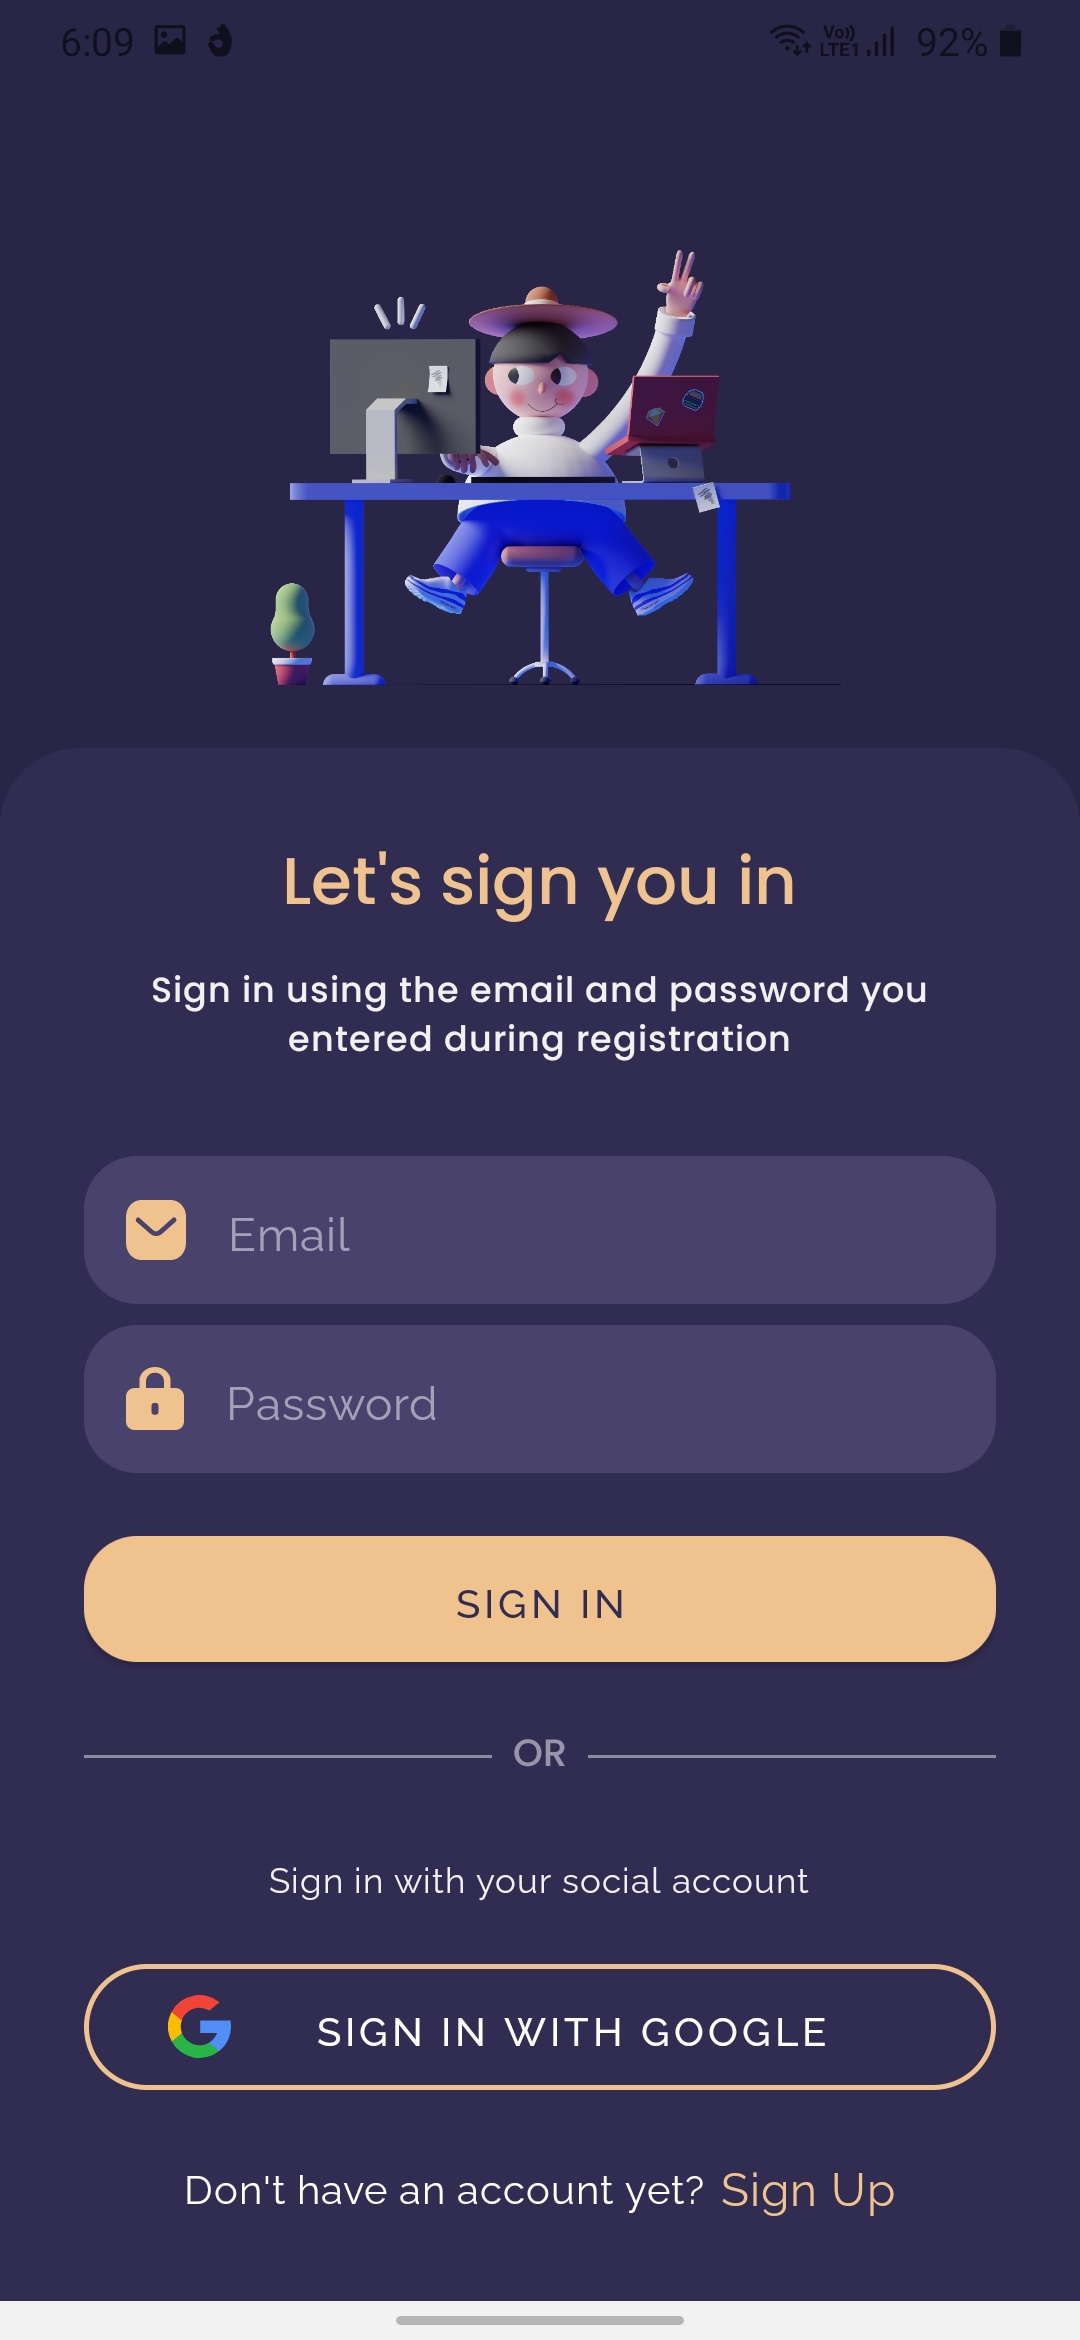 6:09 Vo)) LTE1 92%
Let's sign you in
Sign in using the email and password you
entered during registration
Email
Password
SIGN IN
OR
Sign in with your social account
SIGN IN WITH GOOGLE
Don't have an account yet? Sign Up